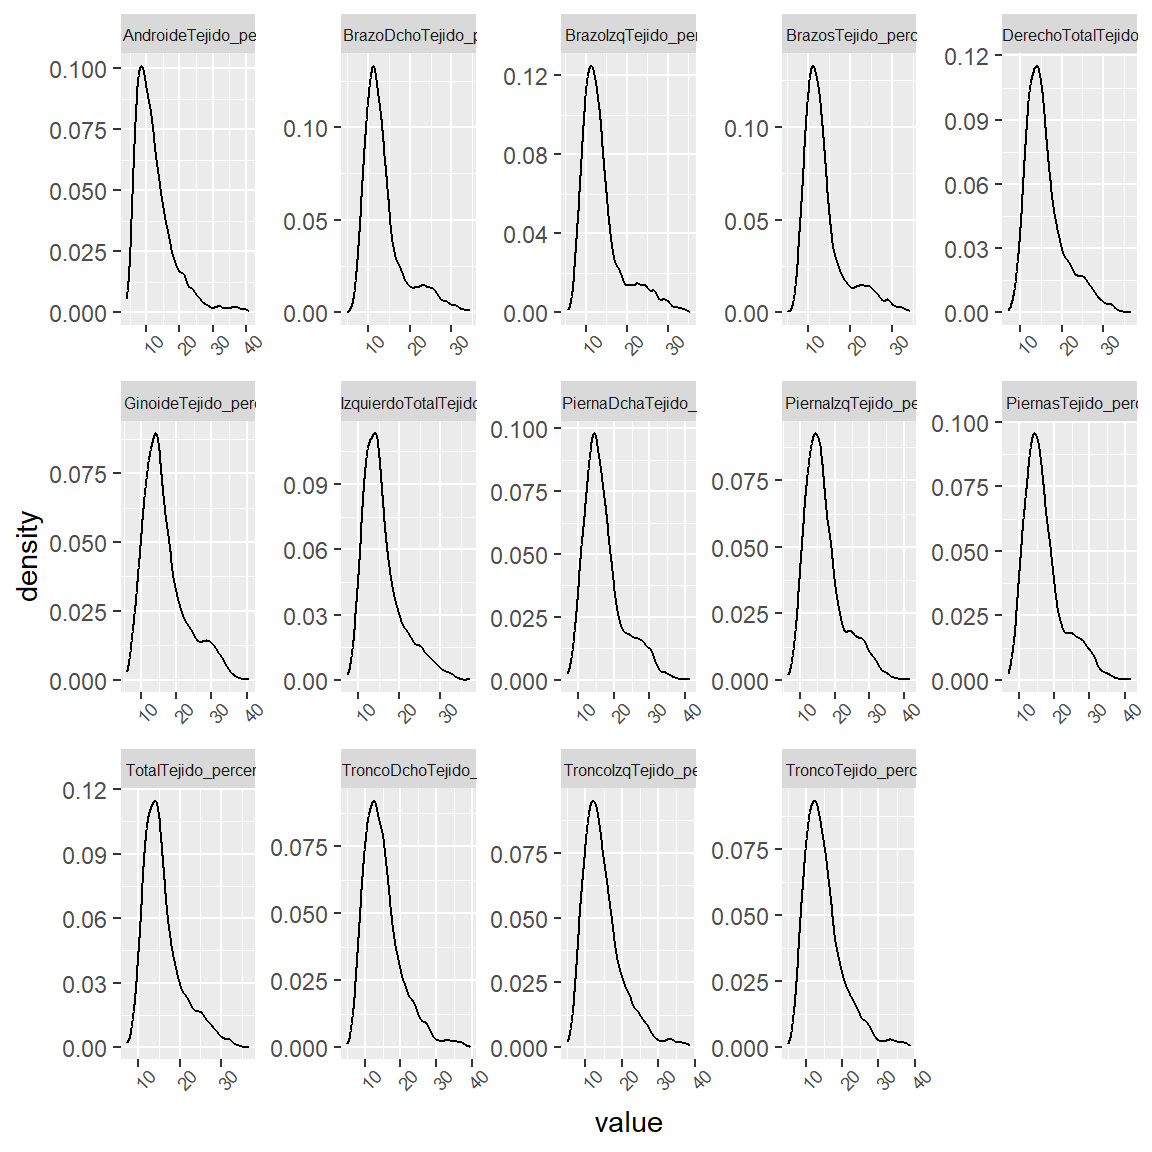 AndroideTejido_pe BrazoDchoTejido_p BrazoIzqTejido_per BrazosTejido_perc DerechoTotalTejido
0.100 0.075 0.050 0.025 0.000
0.10 0.05 0.00
0.12 0.08 0.04 0.00
0.10 0.05 0.00
0.12 0.09 0.06 0.03 0.00
10 20 30 40 10 20 30 10 20 30 10 20 30 10 20 30
GinoideTejido_perc IzquierdoTotalTejido PiernaDchaTejido_ PiernaIzqTejido_pe PiernasTejido_perc
0.075 0.050 0.025 0.000
0.09 0.06 0.03 0.00
0.100 0.075 0.050 0.025 0.000
0.075 0.050 0.025 0.000
0.100 0.075 0.050 0.025 0.000
10 20 30 40 10 20 30 10 20 30 40 10 20 30 40 10 20 30 40
TotalTejido_percen TroncoDchoTejido_ TroncoIzqTejido_pe TroncoTejido_perc
0.12 0.09 0.06 0.03 0.00
0.075 0.050 0.025 0.000
0.075 0.050 0.025 0.000
0.075 0.050 0.025 0.000
10 20 30 10 20 30 40 10 20 30 40 10 20 30 40
density
value